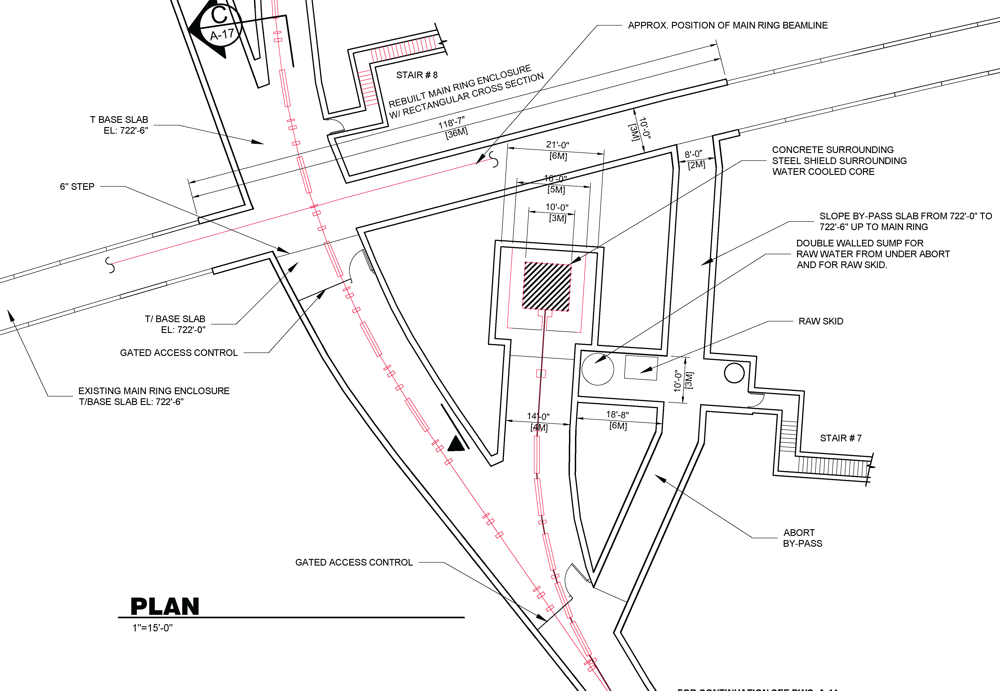 C
A-17
APPROX. POSITION OF MAIN RING BEAMLINE
STAIR # 8
REBUILT MAIN RING ENCLOSURE
W/ RECTANGULAR CROSS SECTION
T BASE SLAB
EL: 722'-6"
118'-7"
[36M]
10'-0"
[3M]
21'-0"
[6M]
8'-0"
[2M]
CONCRETE SURROUNDING
STEEL SHIELD SURROUNDING
WATER COOLED CORE
16'-0"
[5M]
6" STEP
10'-0"
[3M]
SLOPE BY-PASS SLAB FROM 722'-0" TO
722'-6" UP TO MAIN RING
DOUBLE WALLED SUMP FOR
RAW WATER FROM UNDER ABORT
AND FOR RAW SKID.
T/ BASE SLAB
EL: 722'-0"
RAW SKID
GATED ACCESS CONTROL
10'-0"
[3M]
EXISTING MAIN RING ENCLOSURE
T/BASE SLAB EL: 722'-6"
14'-0"
[4M]
18'-8"
[6M]
STAIR # 7
ABORT
BY-PASS
GATED ACCESS CONTROL
PLAN
1"=15'-0"
FOR CONTINUATION SEE DWG. A-11